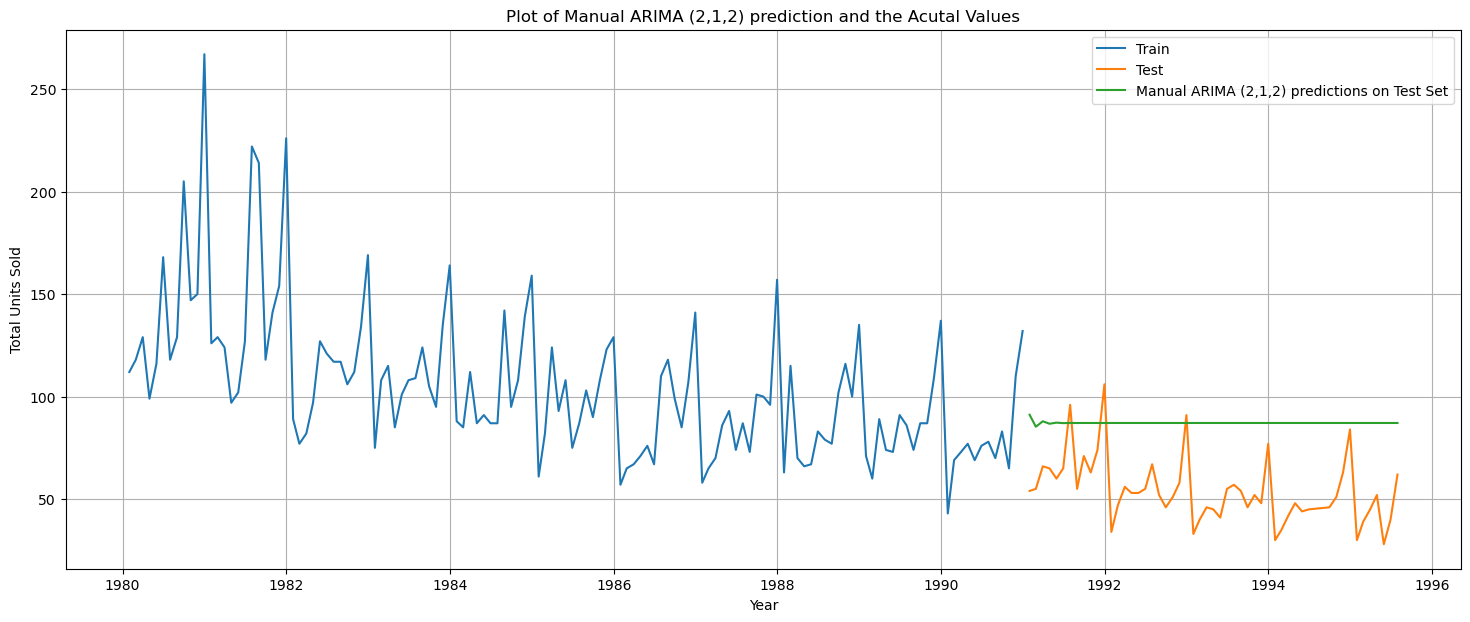 Plot of Manual ARIMA (2,1,2) prediction and the Acutal Values
Train
Test
Manual ARIMA (2,1,2) predictions on Test Set
Total Units Sold
250
200
150
100
50
1980
1982
1984
1986
1988
1990
1992
1994
1996
Year